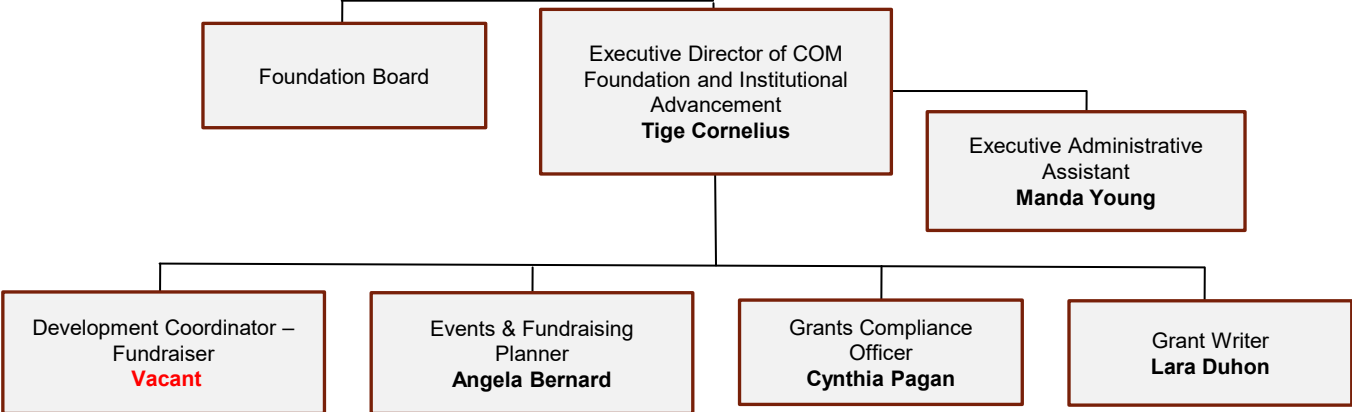 Foundation Board
Executive Director of COM
Foundation and Institutional
Advancement
Tige Cornelius
Executive Administrative
Assistant
Manda Young
Development Coordinator –
Fundraiser
Vacant
Events & Fundraising
Planner
Angela Bernard
Grants Compliance
Officer
Cynthia Pagan
Grant Writer
Lara Duhon